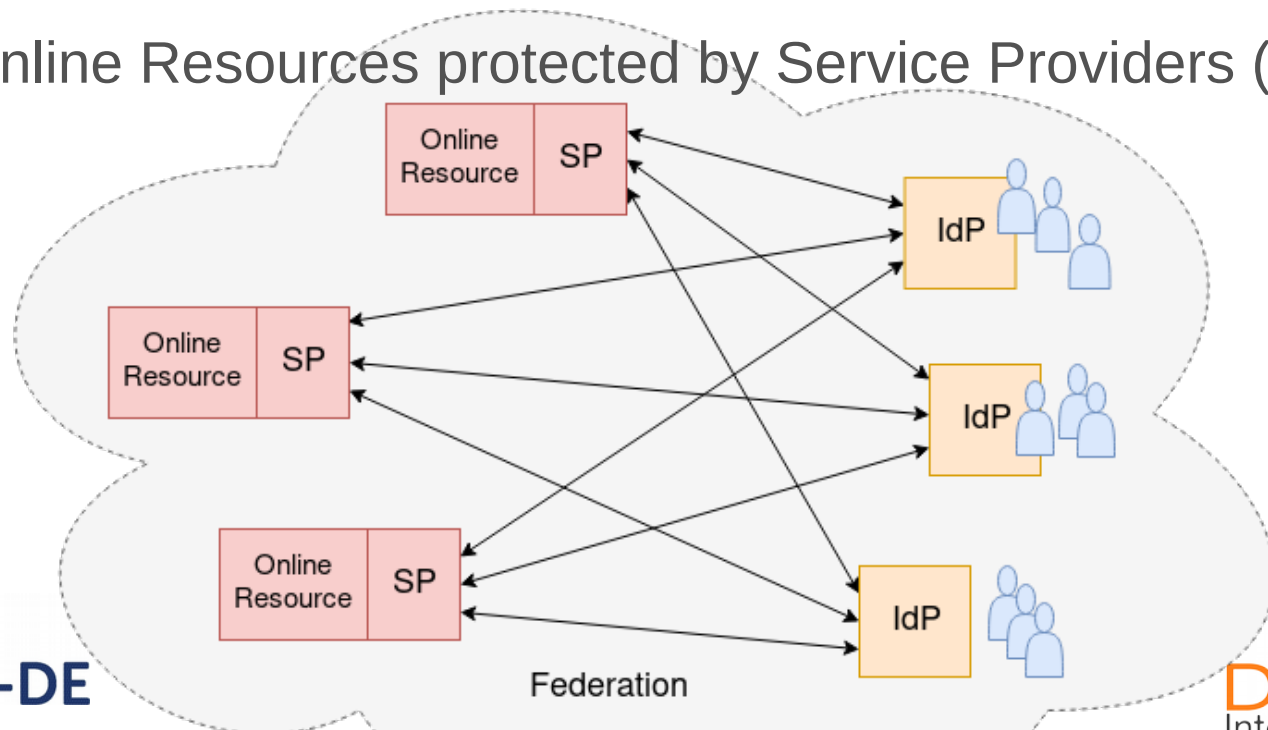 nline Resources protected by Service Providers (
Online
Resource
SP
IdP
Online
Resource
SP
IdP
Online
Resource
SP
IdP
Federation
-DE
D
Inte